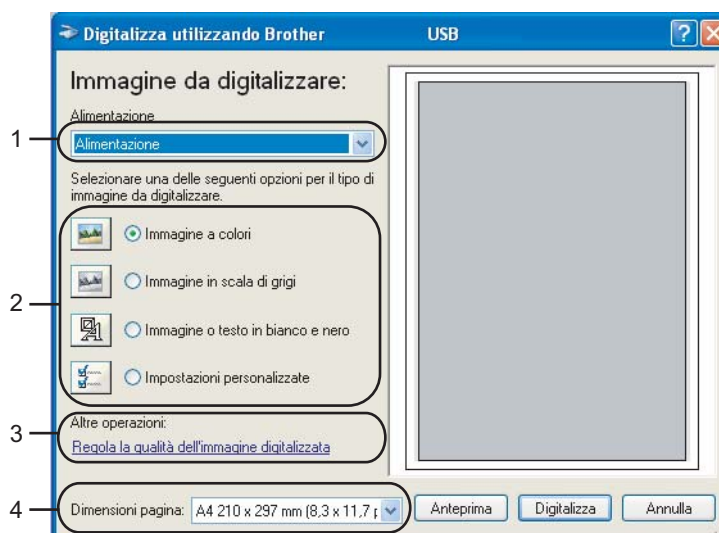 Digitalizza utilizzando Brother USB
Immagine da digitalizzare:
Alimentazione
1
Alimentazione
Selezionare una delle seguenti opzioni per il tipo di
immagine da digitalizzare.
Immagine a colori
Immagine in scala di grigi
2
Immagine o testo in bianco e nero
Impostazioni personalizzate
Altre operazioni:
3
Regola la qualità dell'immagine digitalizzata
4
Dimensioni pagina: A4 210 x 297 mm (8,3 x 11,7 p
Anteprima Digitalizza Annulla